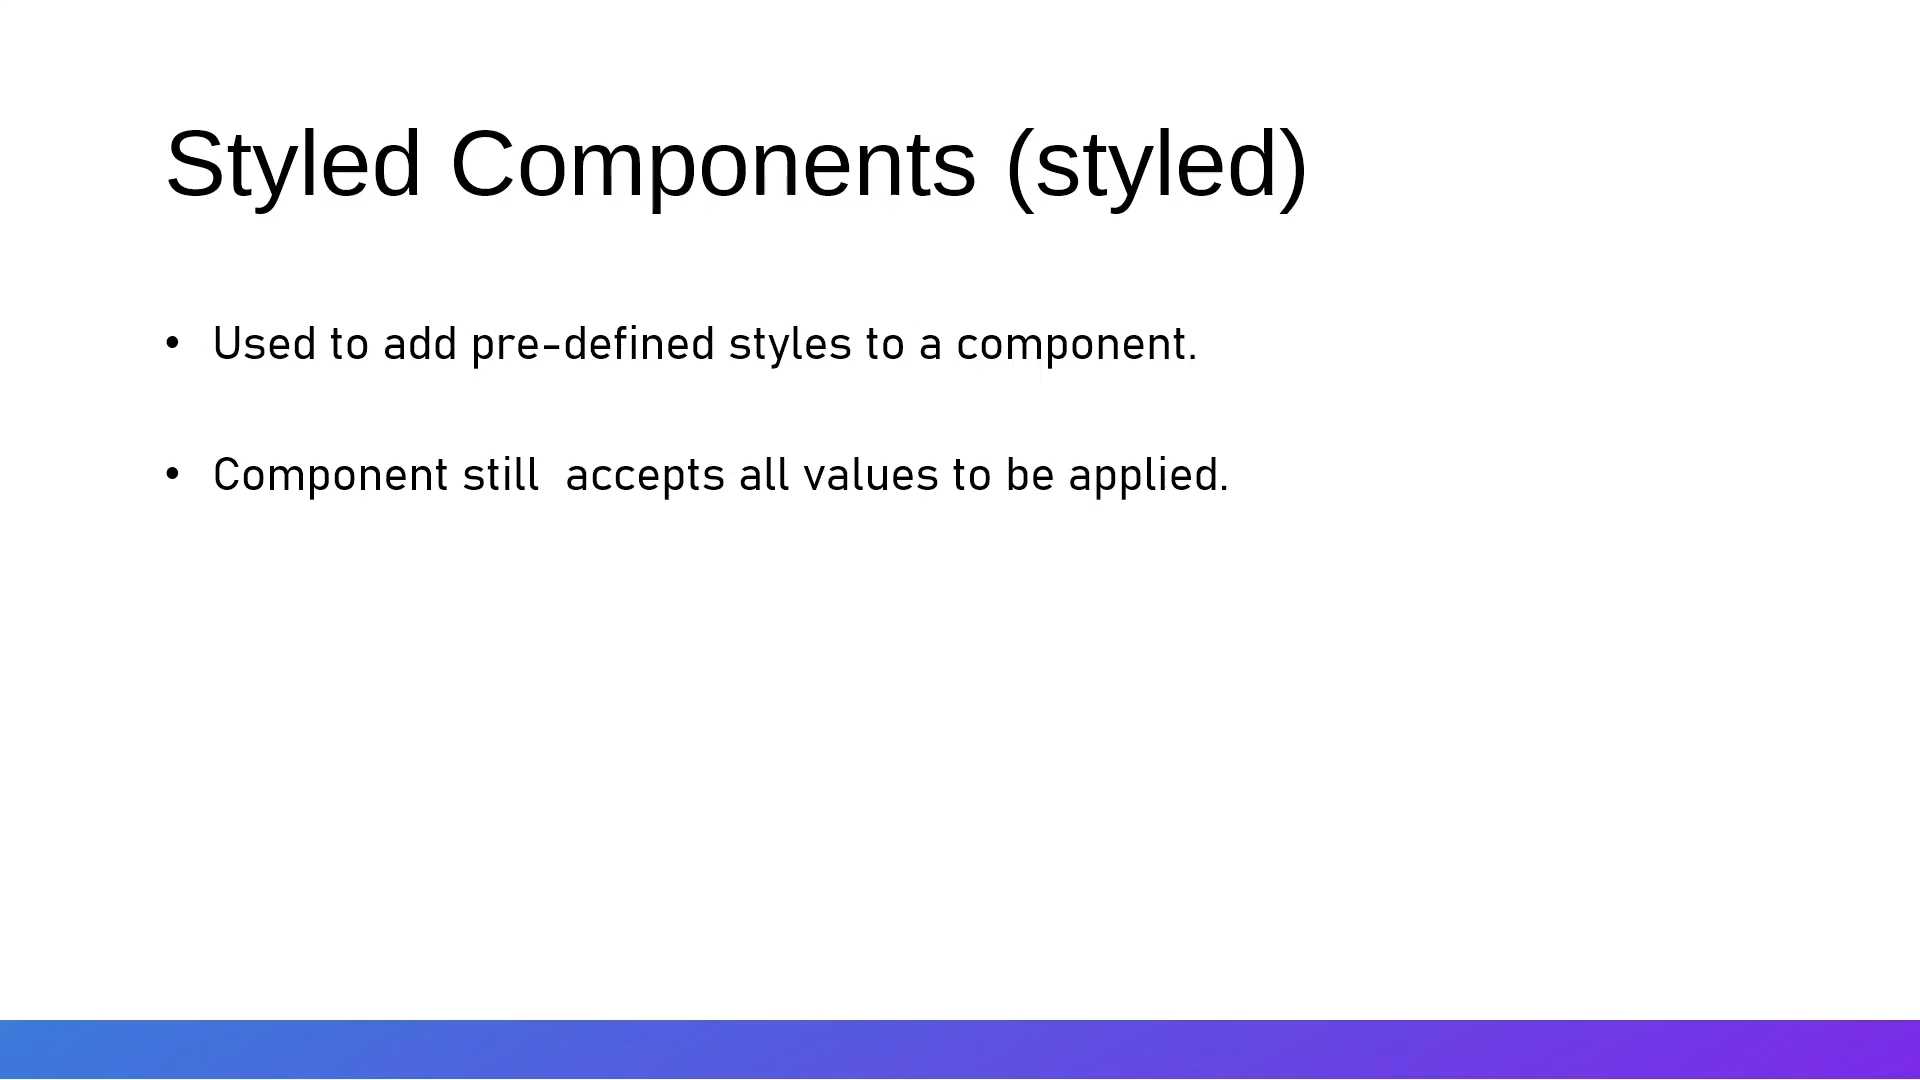 Styled Components (styled)
• Used to add pre-defined styles to a component.
• Component still  accepts all values to be applied.